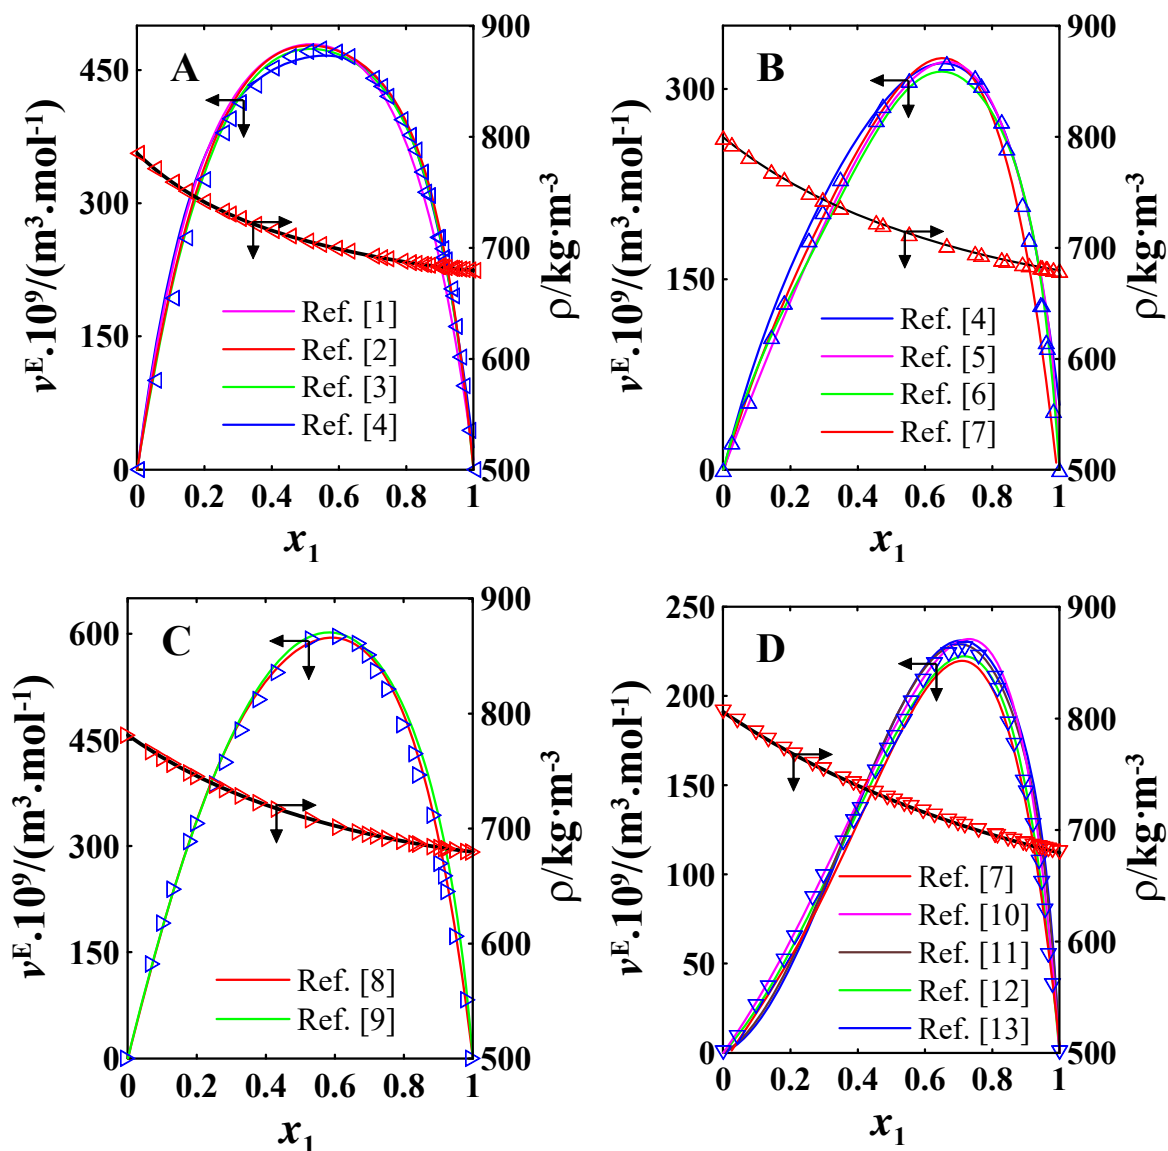 A
v^E.10^9/(m^3.mol^-1)
450
300
150
0
900
800
700
600
500
ρ/kg·m^-3
Ref. [1]
Ref. [2]
Ref. [3]
Ref. [4]
0 0.2 0.4 0.6 0.8 1
x_1
B
v^E.10^9/(m^3.mol^-1)
300
150
0
900
800
700
600
500
ρ/kg·m^-3
Ref. [4]
Ref. [5]
Ref. [6]
Ref. [7]
0 0.2 0.4 0.6 0.8 1
x_1
C
v^E.10^9/(m^3.mol^-1)
600
450
300
150
0
900
800
700
600
500
ρ/kg·m^-3
Ref. [8]
Ref. [9]
0 0.2 0.4 0.6 0.8 1
x_1
D
v^E.10^9/(m^3.mol^-1)
250
200
150
100
50
0
900
800
700
600
500
ρ/kg·m^-3
Ref. [7]
Ref. [10]
Ref. [11]
Ref. [12]
Ref. [13]
0 0.2 0.4 0.6 0.8 1
x_1